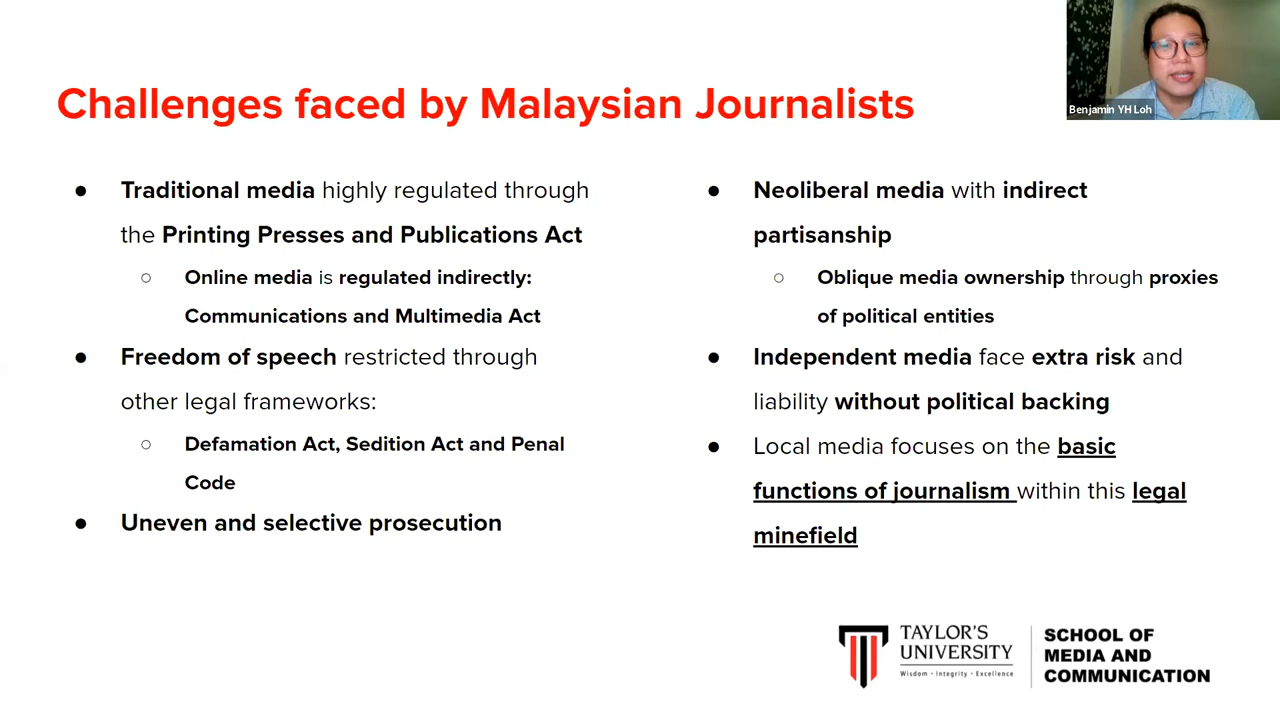 Benjamin YH Loh
Challenges faced by Malaysian Journalists
● Traditional media highly regulated through
the Printing Presses and Publications Act
○ Online media is regulated indirectly:
Communications and Multimedia Act
● Freedom of speech restricted through
other legal frameworks:
○ Defamation Act, Sedition Act and Penal
Code
● Uneven and selective prosecution
● Neoliberal media with indirect
partisanship
○ Oblique media ownership through proxies
of political entities
● Independent media face extra risk and
liability without political backing
● Local media focuses on the basic
functions of journalism within this legal
minefield
TAYLOR'S
UNIVERSITY
Wisdom • Integrity • Excellence
SCHOOL OF
MEDIA AND
COMMUNICATION